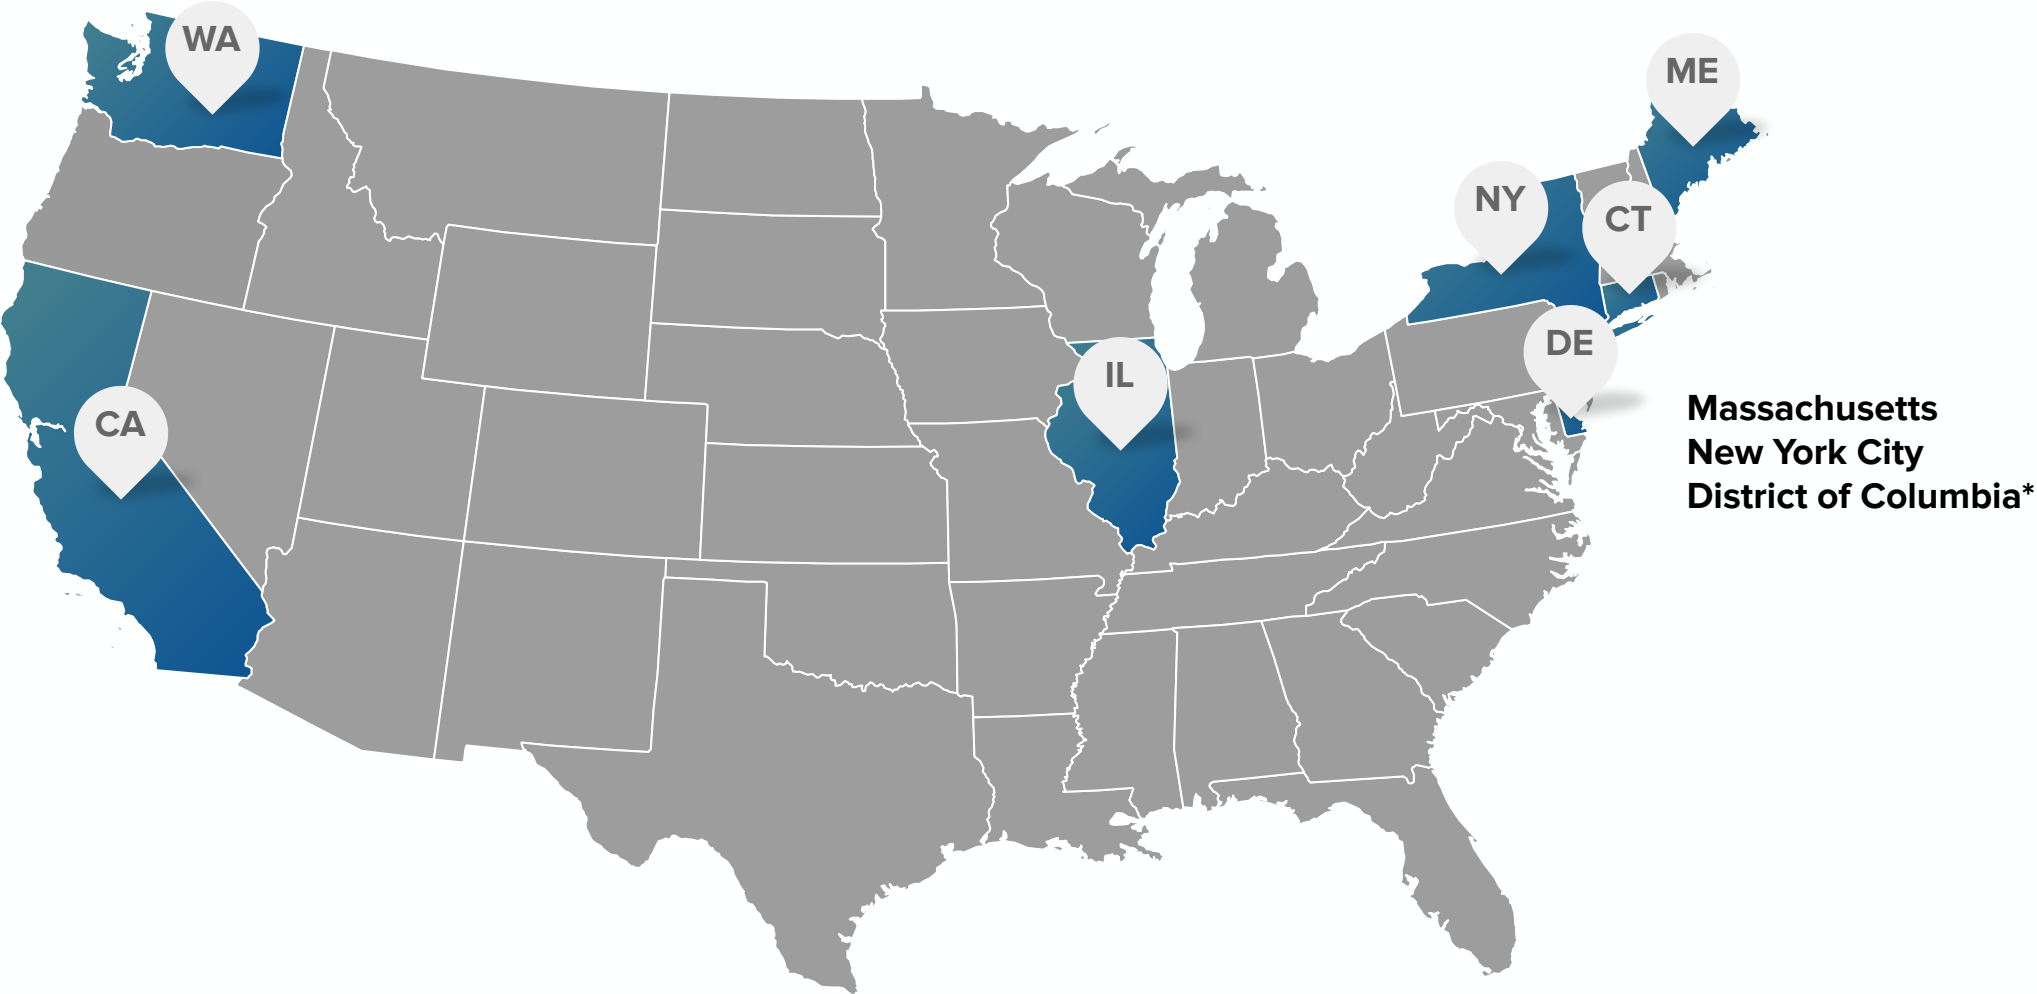 WA
ME
NY
CT
DE
IL
CA
Massachusetts
New York City
District of Columbia*